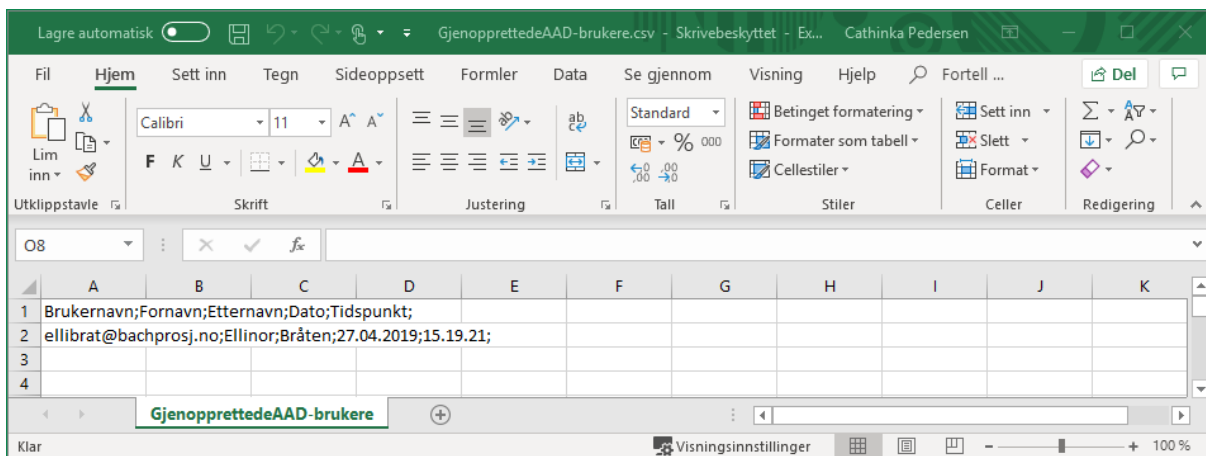 Lagre automatisk GjenopprettedeAAD-brukere.csv - Skrivebeskyttet - Ex... Cathinka Pedersen
Fil Hjem Sett inn Tegn Sideoppsett Formler Data Se gjennom Visning Hjelp Fortell ... Del
Lim inn
Calibri 11 A^ A˅
F K U A
ab
Standard
% 000
Betinget formatering
Formater som tabell
Cellestiler
Sett inn
Slett
Format
Utklippstavle Skrift Justering Tall Stiler Celler Redigering
O8 fx
A B C D E F G H I J K
1 Brukernavn;Fornavn;Etternavn;Dato;Tidspunkt;
2 ellibrat@bachprosj.no;Ellinor;Bråten;27.04.2019;15.19.21;
3
4
GjenopprettedeAAD-brukere
Klar Visningsinnstillinger 100 %